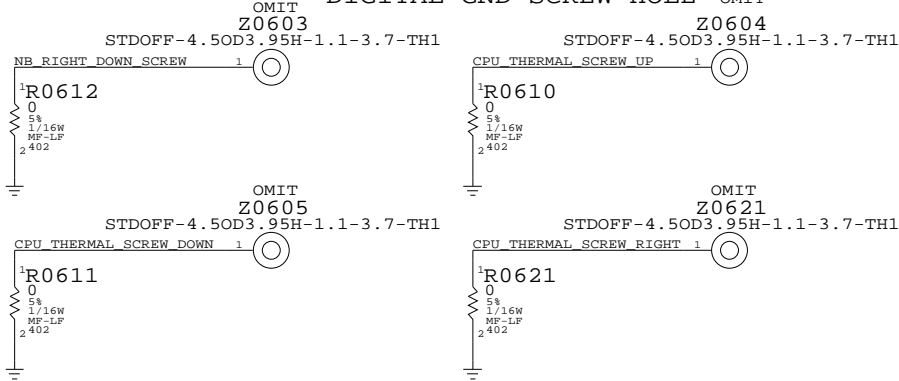 DIGITAL GND SCREW HOLE OMIT
OMIT
Z0603
STDOFF-4.5OD3.95H-1.1-3.7-TH1
NB_RIGHT_DOWN_SCREW 1
1
R0612
0
5%
1/16W
MF-LF
402
2
Z0604
STDOFF-4.5OD3.95H-1.1-3.7-TH1
CPU_THERMAL_SCREW_UP 1
1
R0610
0
5%
1/16W
MF-LF
402
2
OMIT
Z0605
STDOFF-4.5OD3.95H-1.1-3.7-TH1
CPU_THERMAL_SCREW_DOWN 1
1
R0611
0
5%
1/16W
MF-LF
402
2
OMIT
Z0621
STDOFF-4.5OD3.95H-1.1-3.7-TH1
CPU_THERMAL_SCREW_RIGHT 1
1
R0621
0
5%
1/16W
MF-LF
402
2